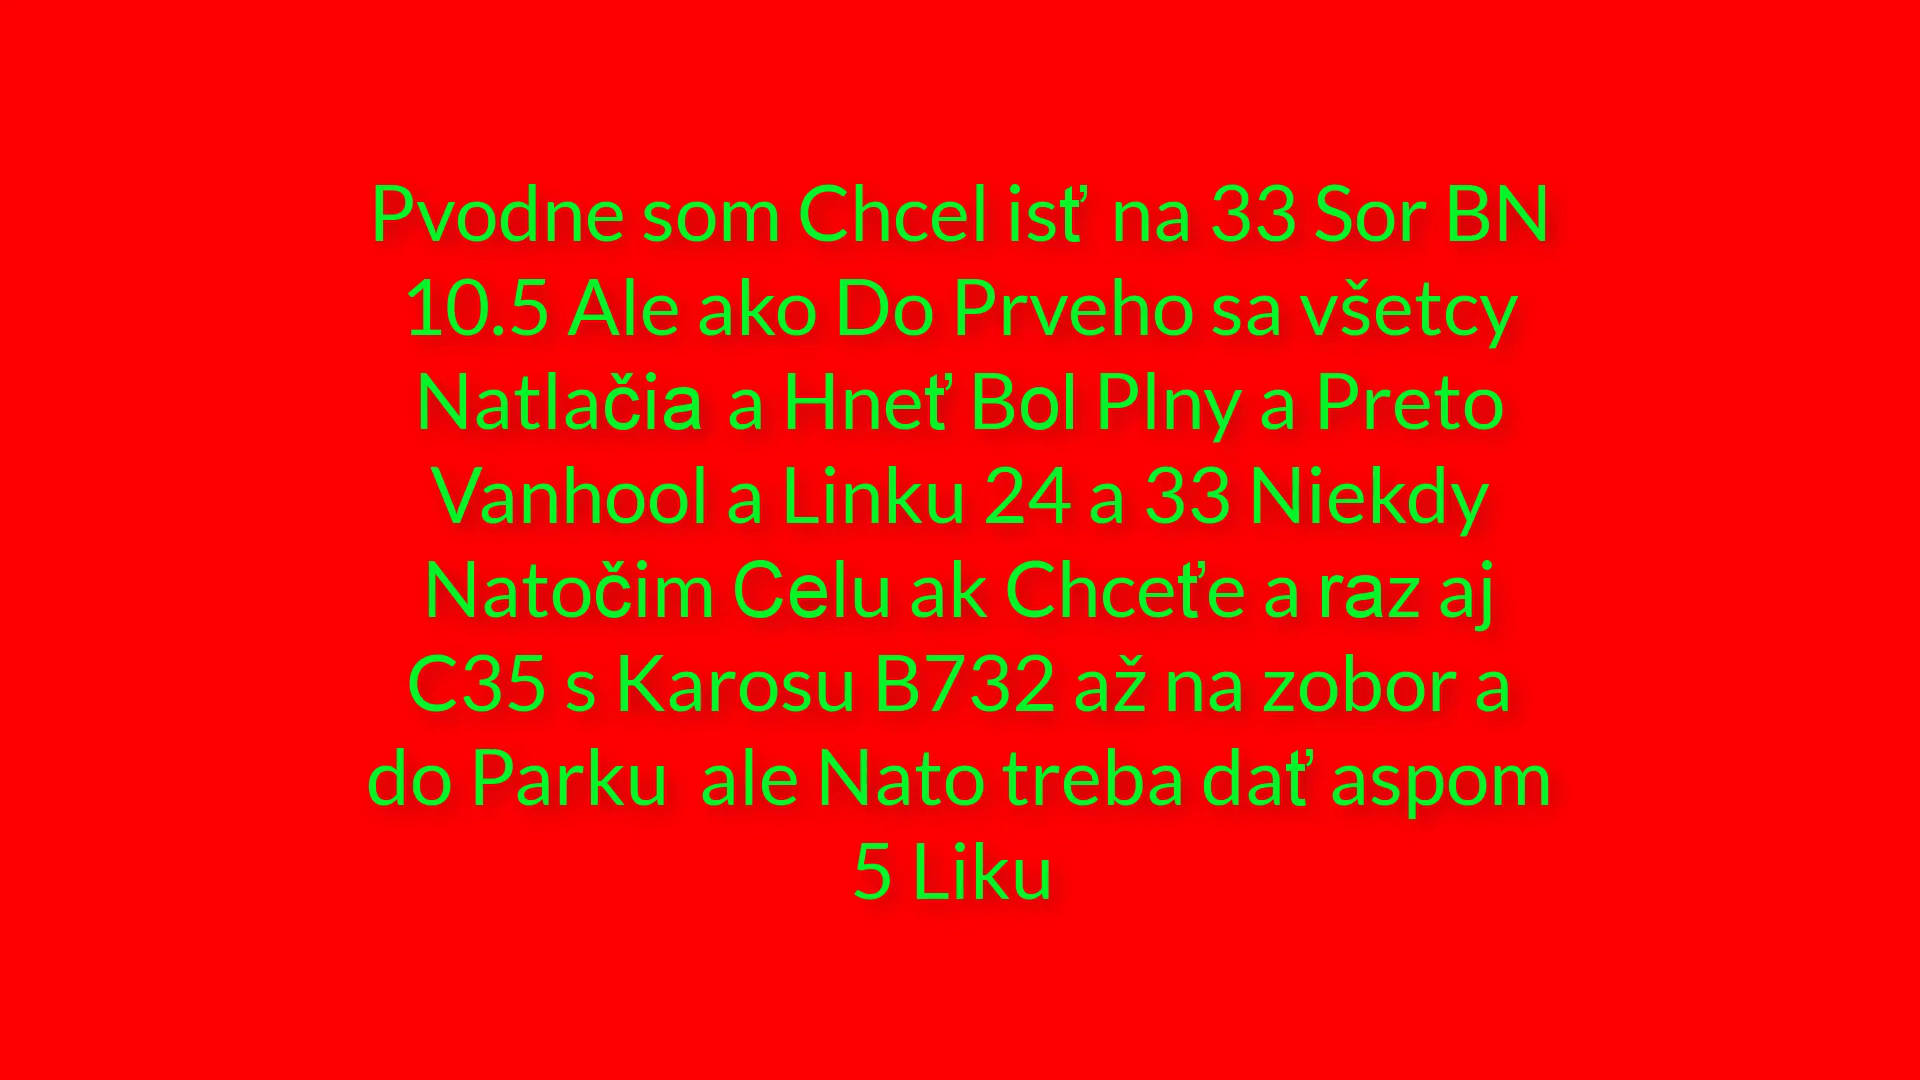 Pvodne som Chcel isť na 33 Sor BN
10.5 Ale ako Do Prveho sa všetcy
Natlačia a Hneť Bol Plny a Preto
Vanhool a Linku 24 a 33 Niekdy
Natočim Celu ak Chceťe a raz aj
C35 s Karosu B732 až na zobor a
do Parku ale Nato treba dať aspom
5 Liku